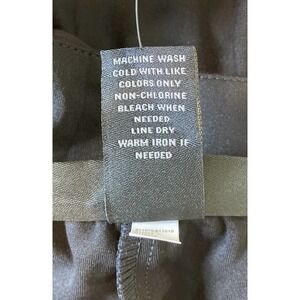 MACHINE WASH
COLD WITH LIKE
COLORS ONLY
NON-CHLORINE
BLEACH WHEN
NEEDED
LINE DRY
WARM IRON IF
NEEDED